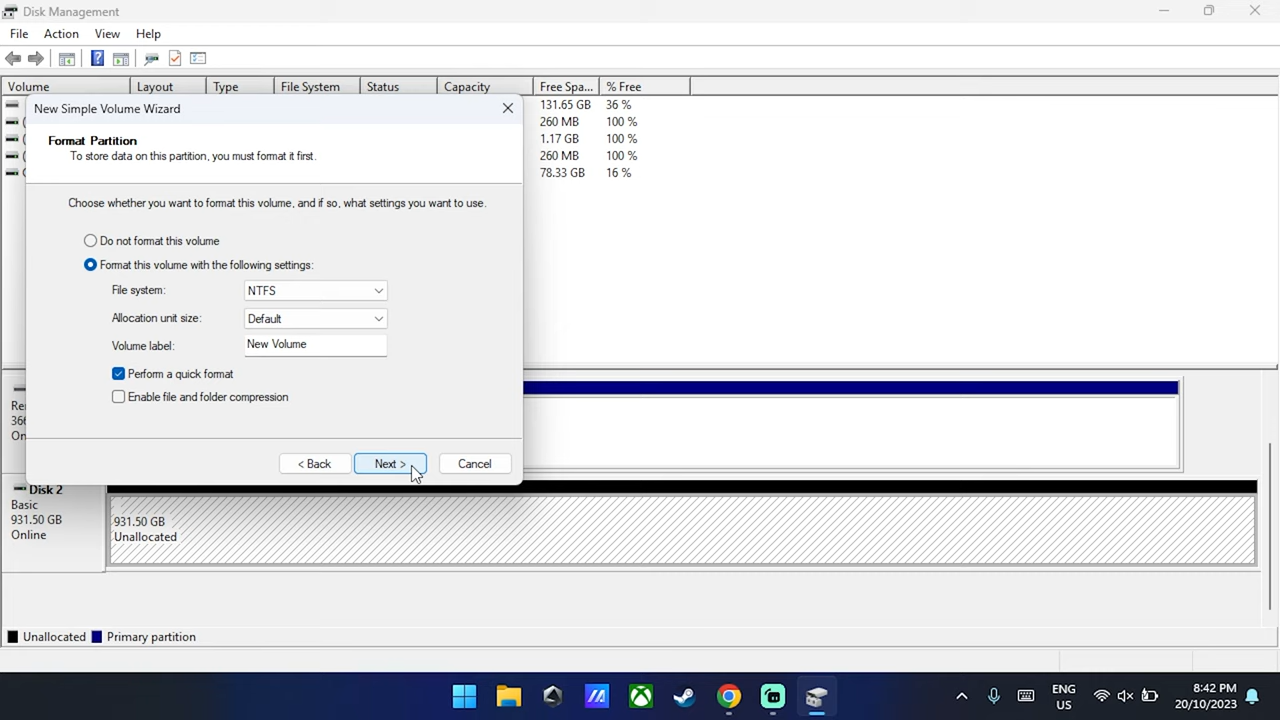 Disk Management
File Action View Help
Volume Layout Type File System Status Capacity Free Spa... % Free
New Simple Volume Wizard
131.65 GB 36 %
260 MB 100 %
1.17 GB 100 %
260 MB 100 %
78.33 GB 16 %
Format Partition
To store data on this partition, you must format it first.
Choose whether you want to format this volume, and if so, what settings you want to use.
Do not format this volume
Format this volume with the following settings:
File system: NTFS
Allocation unit size: Default
Volume label: New Volume
Perform a quick format
Enable file and folder compression
< Back Next > Cancel
Disk 2
Basic
931.50 GB
Online
931.50 GB
Unallocated
Unallocated Primary partition
ENG
US
8:42 PM
20/10/2023